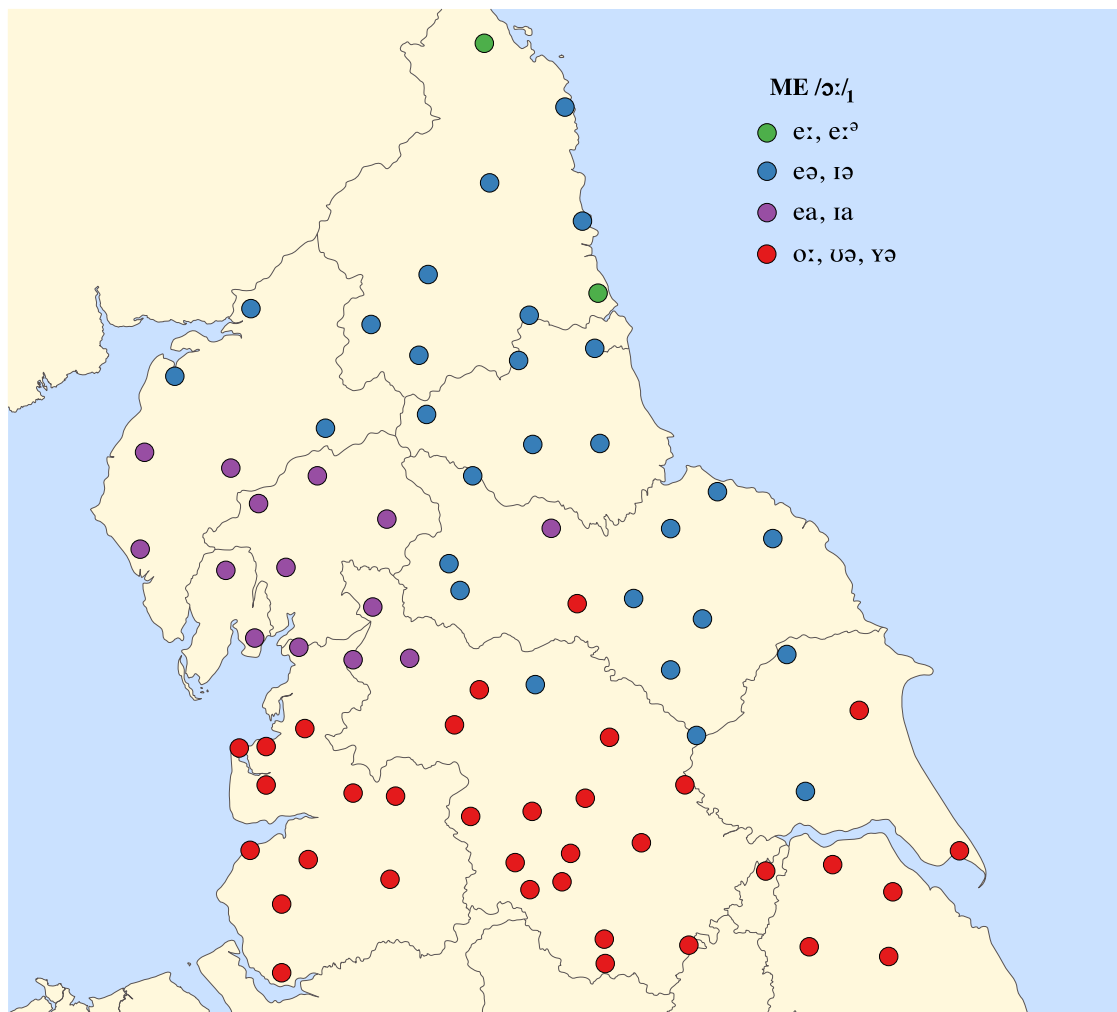 ME /ɔː/₁
eː, eːᵊ
eə, ɪə
ea, ɪa
oː, ʊə, ʏə